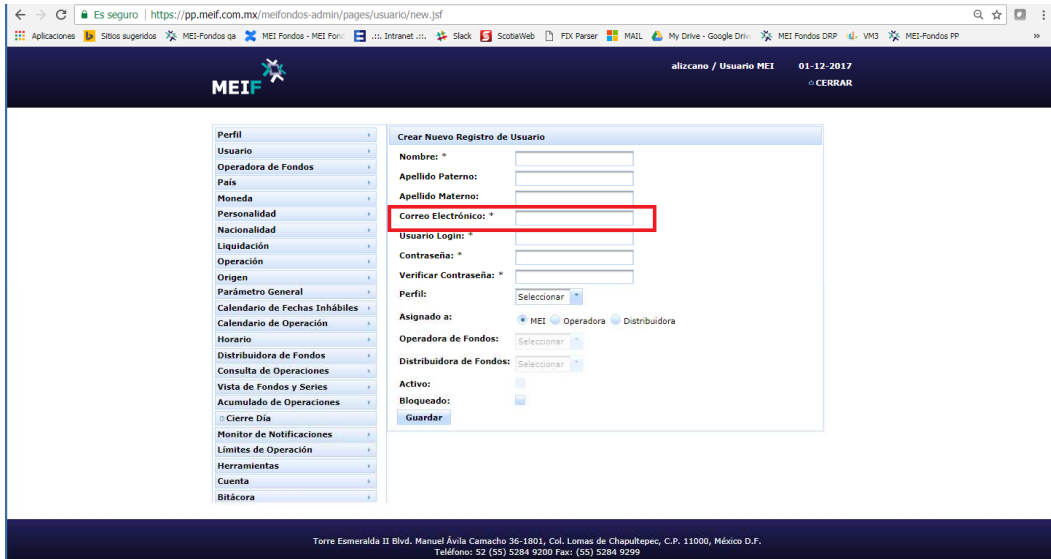 Es seguro | https://pp.meif.com.mx/meifondos-admin/pages/usuario/new.jsf
Aplicaciones Sitios sugeridos MEI-Fondos qa MEI Fondos - MEI Fon .::. Intranet .::. Slack ScotiaWeb FIX Parser MAIL My Drive - Google Driv MEI Fondos DRP VM3 MEI-Fondos PP »
MEIF
alizcano / Usuario MEI 01-12-2017
CERRAR
Perfil
Usuario
Operadora de Fondos
País
Moneda
Personalidad
Nacionalidad
Liquidación
Operación
Origen
Parámetro General
Calendario de Fechas Inhábiles
Calendario de Operación
Horario
Distribuidora de Fondos
Consulta de Operaciones
Vista de Fondos y Series
Acumulado de Operaciones
Cierre Día
Monitor de Notificaciones
Límites de Operación
Herramientas
Cuenta
Bitácora
Crear Nuevo Registro de Usuario
Nombre: *
Apellido Paterno:
Apellido Materno:
Correo Electrónico: *
Usuario Login: *
Contraseña: *
Verificar Contraseña: *
Perfil: Seleccionar
Asignado a: MEI Operadora Distribuidora
Operadora de Fondos: Seleccionar
Distribuidora de Fondos: Seleccionar
Activo:
Bloqueado:
Guardar
Torre Esmeralda II Blvd. Manuel Ávila Camacho 36-1801, Col. Lomas de Chapultepec, C.P. 11000, México D.F.
Teléfono: 52 (55) 5284 9200 Fax: (55) 5284 9299